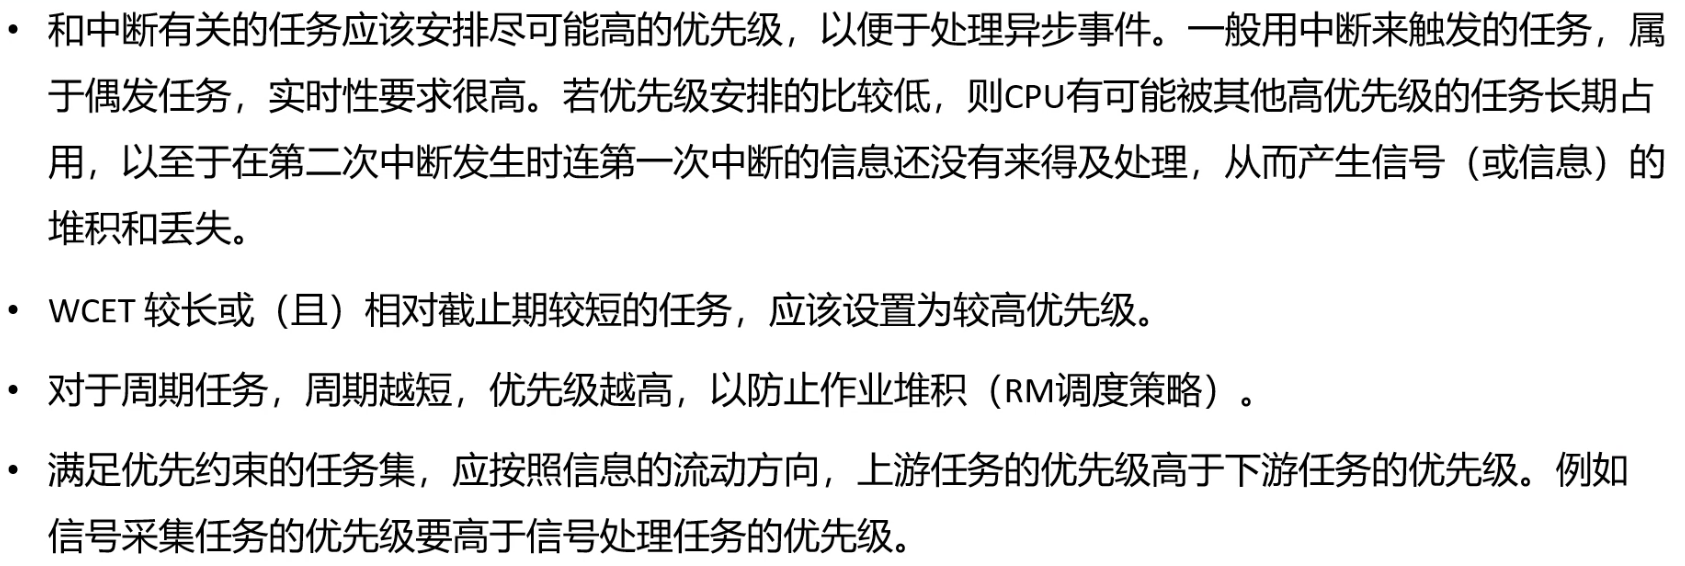 • 和中断有关的任务应该安排尽可能高的优先级，以便于处理异步事件。一般用中断来触发的任务，属
于偶发任务，实时性要求很高。若优先级安排的比较低，则CPU有可能被其他高优先级的任务长期占
用，以至于在第二次中断发生时连第一次中断的信息还没有来得及处理，从而产生信号（或信息）的
堆积和丢失。
• WCET 较长或（且）相对截止期较短的任务，应该设置为较高优先级。
• 对于周期任务，周期越短，优先级越高，以防止作业堆积（RM调度策略）。
• 满足优先约束的任务集，应按照信息的流动方向，上游任务的优先级高于下游任务的优先级。例如
信号采集任务的优先级要高于信号处理任务的优先级。